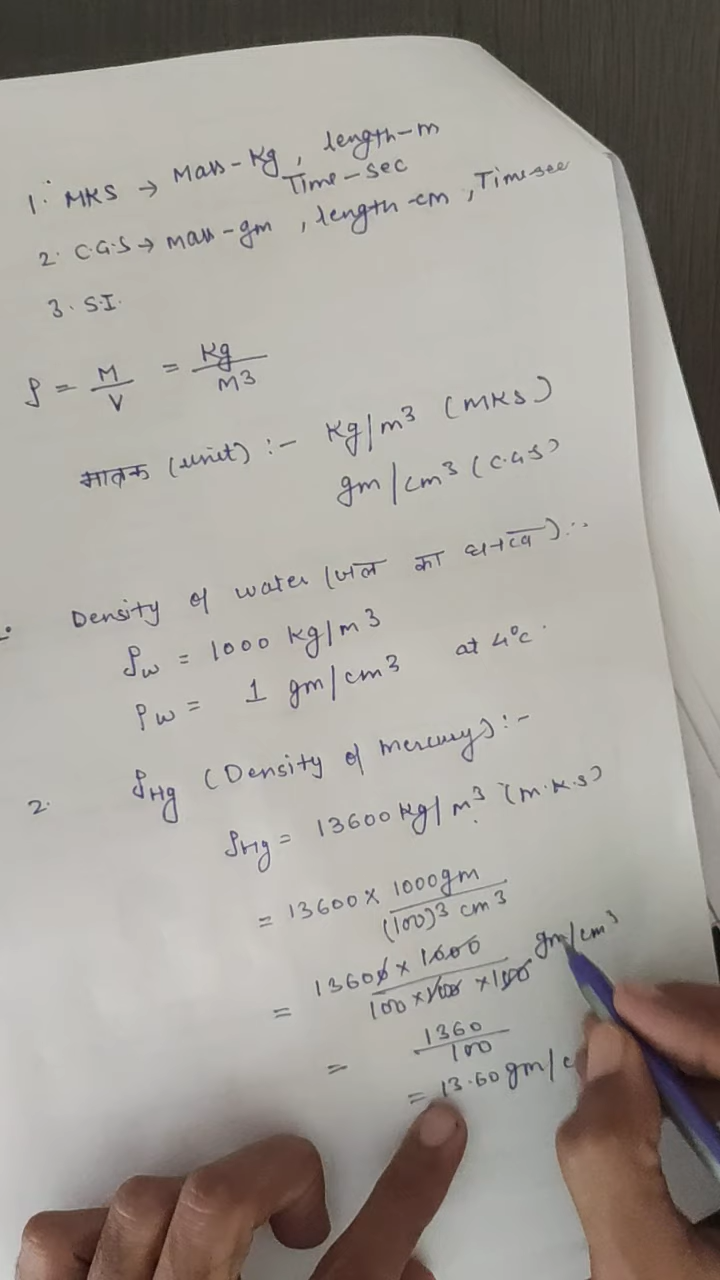 1. MKS → Mass - Kg, length - m
Time - sec
2. C.G.S → mass - gm, length - cm, Time - sec
3. S.I.
ρ = M/V = Kg/M3
मात्रक (unit) :- Kg/m³ (MKS)
gm/cm³ (C.G.S)
Density of water (जल का घनत्व) :-
ρw = 1000 kg/m3
ρw = 1 gm/cm3 at 4°c.
2. ρHg (Density of mercury) :-
ρHg = 13600 kg/m³ (m.k.s)
= 13600 × 1000gm/(100)³ cm³
= 13600 × 1000/100 × 100 × 100 gm/cm³
= 1360/100
= 13.60 gm/c